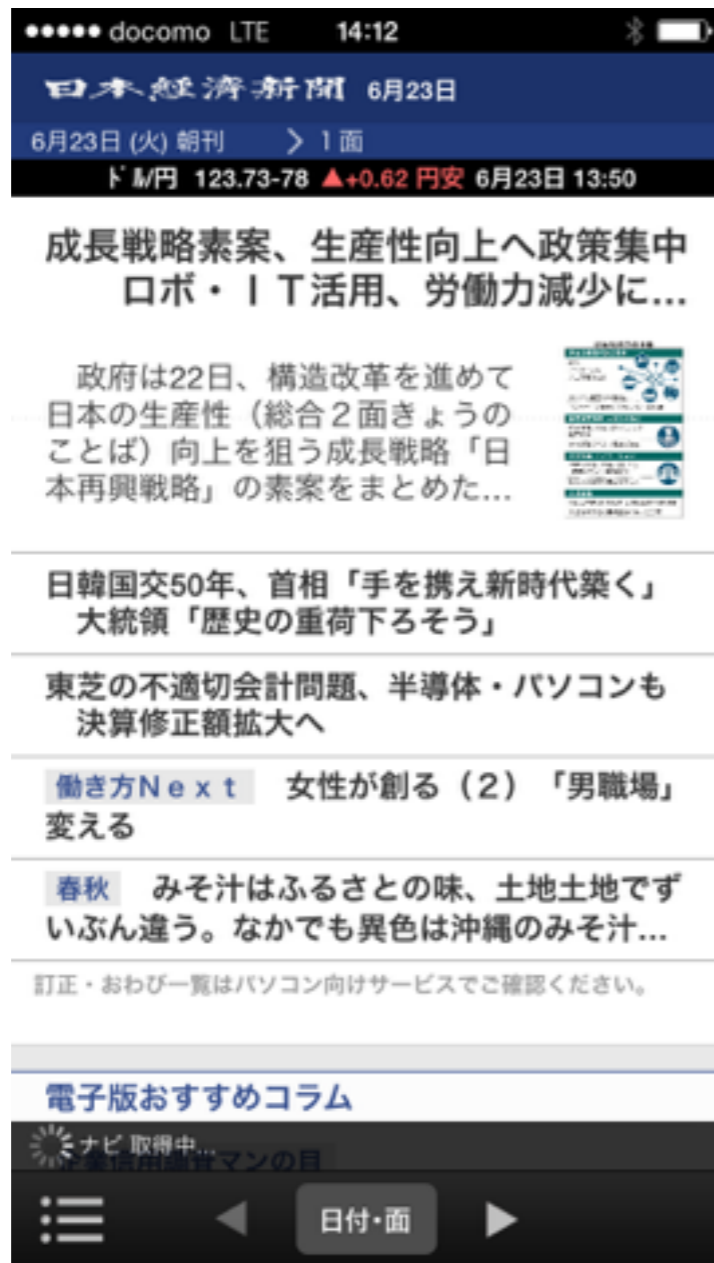 docomo LTE 14:12
日本経済新聞 6月23日
6月23日 (火) 朝刊 > 1面
ドル/円 123.73-78 ▲+0.62 円安 6月23日 13:50
成長戦略素案、生産性向上へ政策集中
ロボ・IT活用、労働力減少に...
政府は22日、構造改革を進めて
日本の生産性（総合２面きょうの
ことば）向上を狙う成長戦略「日
本再興戦略」の素案をまとめた...
日韓国交50年、首相「手を携え新時代築く」
大統領「歴史の重荷下ろそう」
東芝の不適切会計問題、半導体・パソコンも
決算修正額拡大へ
働き方Ｎｅｘｔ 女性が創る（２）「男職場」
変える
春秋 みそ汁はふるさとの味、土地土地でず
いぶん違う。なかでも異色は沖縄のみそ汁...
訂正・おわび一覧はパソコン向けサービスでご確認ください。
電子版おすすめコラム
ナビ 取得中...
企業信用調査マンの目
日付・面